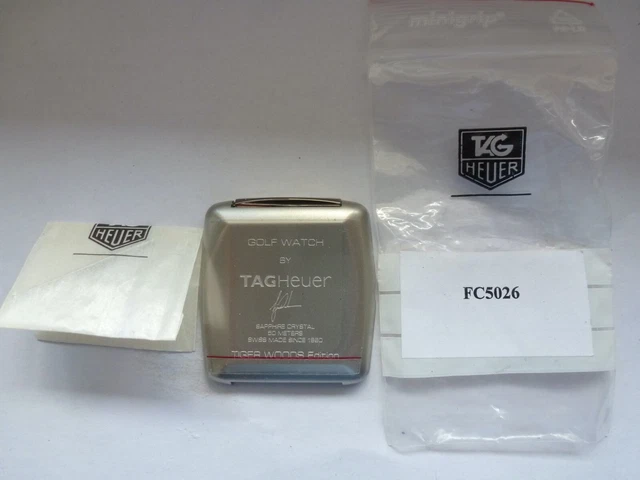 minigrip
TAG
HEUER
HEUER
GOLF WATCH
BY
TAGHeuer
SAPPHIRE CRYSTAL
50 METERS
SWISS MADE SINCE 1860
TIGER WOODS Edition
FC5026